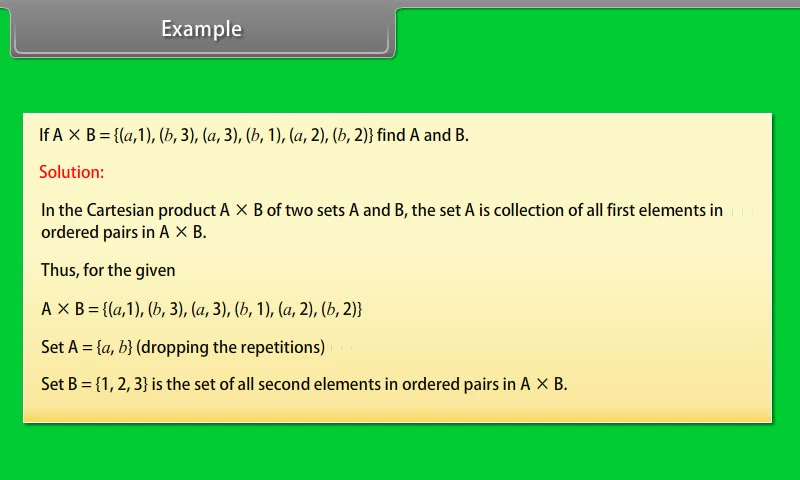 Example
If A × B = {(a,1), (b, 3), (a, 3), (b, 1), (a, 2), (b, 2)} find A and B.
Solution:
In the Cartesian product A × B of two sets A and B, the set A is collection of all first elements in
ordered pairs in A × B.
Thus, for the given
A × B = {(a,1), (b, 3), (a, 3), (b, 1), (a, 2), (b, 2)}
Set A = {a, b} (dropping the repetitions)
Set B = {1, 2, 3} is the set of all second elements in ordered pairs in A × B.